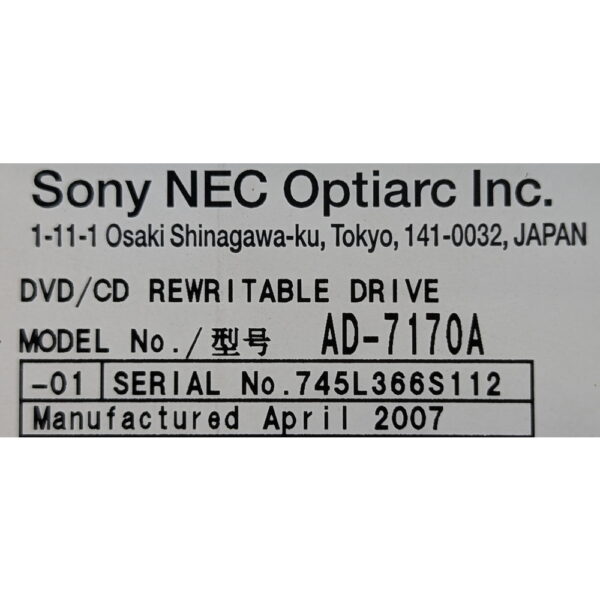 Sony NEC Optiarc Inc.
1-11-1 Osaki Shinagawa-ku, Tokyo, 141-0032, JAPAN
DVD/CD REWRITABLE DRIVE
MODEL No./型号 AD-7170A
-01 SERIAL No.745L366S112
Manufactured April 2007